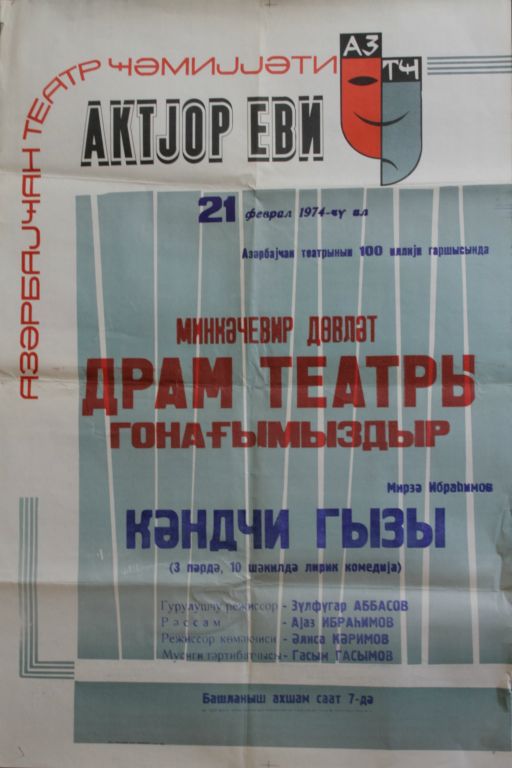 АЗӘРБАЈҸАН ТЕАТР ҸӘМИЈЈӘТИ
АЗ
ТҸ
АКТЈОР ЕВИ
21 феврал 1974-ҹү ил
Азәрбајҹан театрынын 100 иллији гаршысында
МИНКӘЧЕВИР ДӨВЛӘТ
ДРАМ ТЕАТРЫ
ГОНАҒЫМЫЗДЫР
Мирзә Ибраһимов
КӘНДЧИ ГЫЗЫ
(3 пәрдә, 10 шәкилдә лирик комедија)
Гурулушчу режиссор - Зүлфүгар АББАСОВ
Рәссам - Ајаз ИБРАҺИМОВ
Режиссор көмәкчиси - Әлиса КӘРИМОВ
Мусиги тәртибатчысы - Гасым ГАСЫМОВ
Башланыш ахшам саат 7-дә